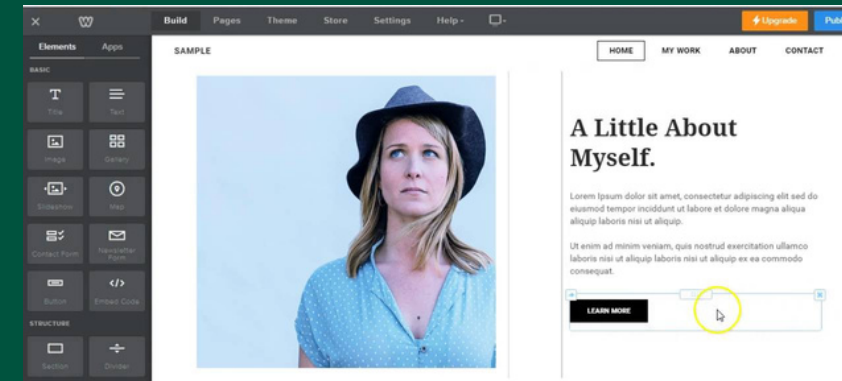 Build Pages Theme Store Settings Help
Upgrade Publ
Elements Apps
BASIC
Title Text
Image Gallery
Slideshow Map
Contact Form Newsletter Form
Button Embed Code
STRUCTURE
Section Divider
SAMPLE
HOME MY WORK ABOUT CONTACT
A Little About
Myself.
Lorem Ipsum dolor sit amet, consectetur adipiscing elit sed do
eiusmod tempor inciddunt ut labore et dolore magna aliqua
aliquip laboris nisi ut aliquip.
Ut enim ad minim veniam, quis nostrud exercitation ullamco
laboris nisi ut aliquip laboris nisi ut aliquip ex ea commodo
consequat.
LEARN MORE